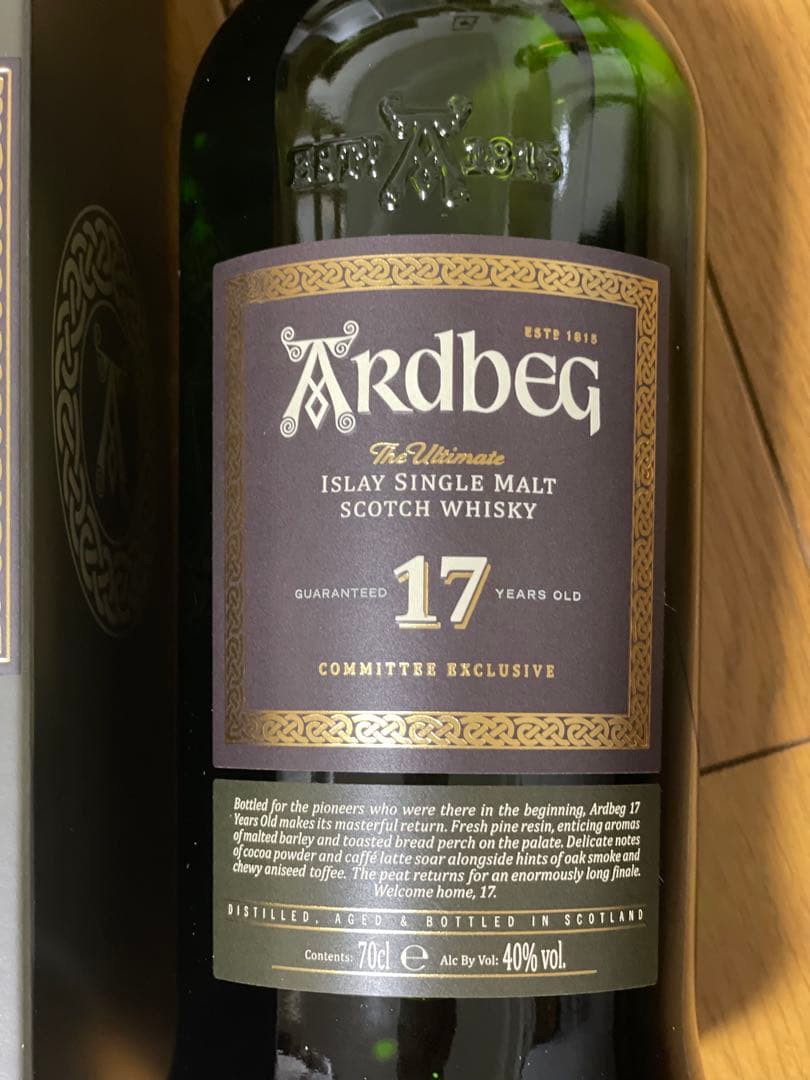 ESTD 1815
ESTD 1815
ARdbEG
The Ultimate
ISLAY SINGLE MALT
SCOTCH WHISKY
GUARANTEED 17 YEARS OLD
COMMITTEE EXCLUSIVE
Bottled for the pioneers who were there in the beginning, Ardbeg 17
Years Old makes its masterful return. Fresh pine resin, enticing aromas
of malted barley and toasted bread perch on the palate. Delicate notes
of cocoa powder and caffé latte soar alongside hints of oak smoke and
chewy aniseed toffee. The peat returns for an enormously long finale.
Welcome home, 17.
DISTILLED, AGED & BOTTLED IN SCOTLAND
Contents: 70cl ℮ Alc By Vol: 40% vol.